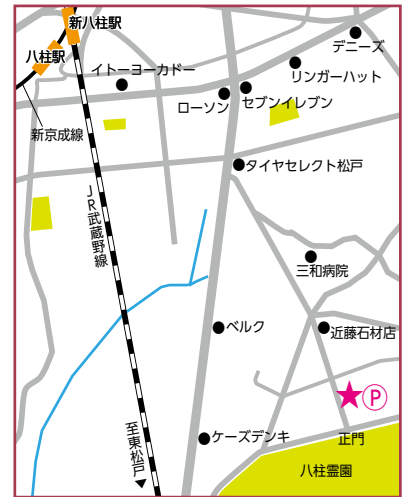 新八柱駅
八柱駅
デニーズ
イトーヨーカドー
リンガーハット
ローソン
セブンイレブン
新京成線
タイヤセレクト松戸
JR武蔵野線
三和病院
ベルク
近藤石材店
P
至東松戸
ケーズデンキ
正門
八柱霊園